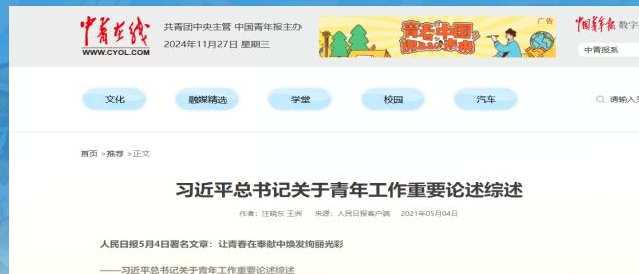 中青在线
WWW.CYOL.COM
共青团中央主管 中国青年报主办
2024年11月27日 星期三
广告
中国青年报 数字
中青报系
文化
融媒精选
学堂
校园
汽车
请输入关
首页 >推荐 >正文
习近平总书记关于青年工作重要论述综述
作者：汪晓东 王洲 来源：人民日报客户端 2021年05月04日
人民日报5月4日署名文章：让青春在奉献中焕发绚丽光彩
——习近平总书记关于青年工作重要论述综述